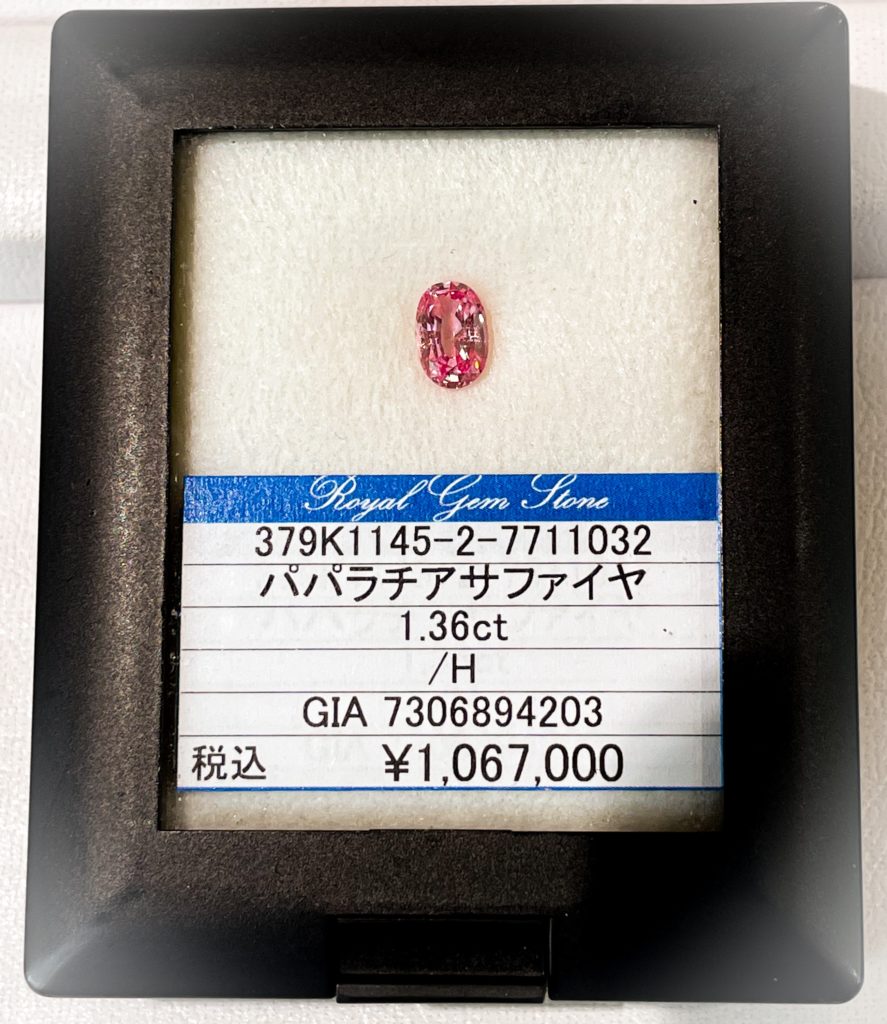 Royal Gem Stone
379K1145-2-7711032
パパラチアサファイヤ
1.36ct
/H
GIA 7306894203
税込 ¥1,067,000